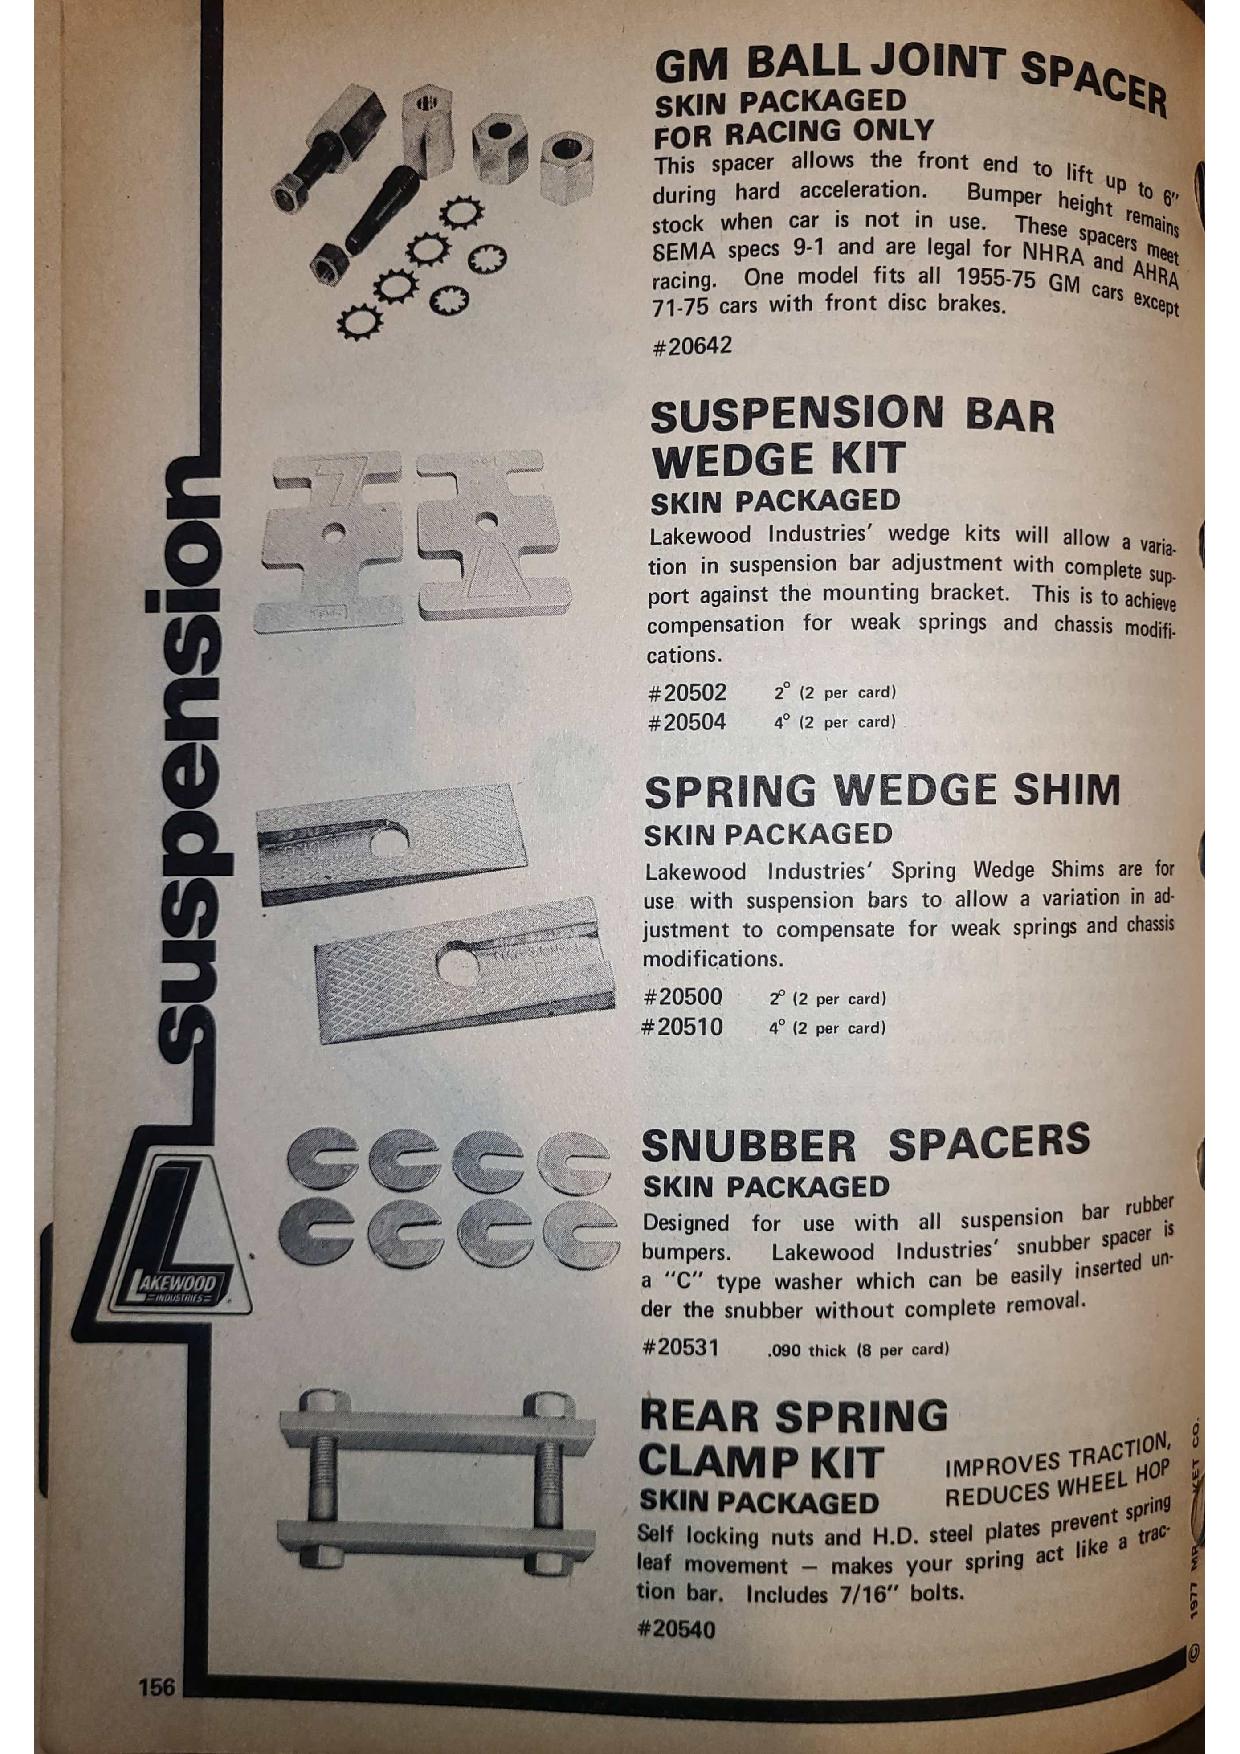 GM BALL JOINT SPACER
SKIN PACKAGED
FOR RACING ONLY
This spacer allows the front end to lift up to 6″
during hard acceleration. Bumper height remains
stock when car is not in use. These spacers meet
SEMA specs 9-1 and are legal for NHRA and AHRA
racing. One model fits all 1955-75 GM cars except
71-75 cars with front disc brakes.
#20642
SUSPENSION BAR
WEDGE KIT
SKIN PACKAGED
Lakewood Industries' wedge kits will allow a varia-
tion in suspension bar adjustment with complete sup-
port against the mounting bracket. This is to achieve
compensation for weak springs and chassis modifi-
cations.
#20502 2° (2 per card)
#20504 4° (2 per card)
SPRING WEDGE SHIM
SKIN PACKAGED
Lakewood Industries' Spring Wedge Shims are for
use with suspension bars to allow a variation in ad-
justment to compensate for weak springs and chassis
modifications.
#20500 2° (2 per card)
#20510 4° (2 per card)
SNUBBER SPACERS
SKIN PACKAGED
Designed for use with all suspension bar rubber
bumpers. Lakewood Industries' snubber spacer is
a "C" type washer which can be easily inserted un-
der the snubber without complete removal.
#20531 .090 thick (8 per card)
REAR SPRING
CLAMP KIT
SKIN PACKAGED
IMPROVES TRACTION,
REDUCES WHEEL HOP
Self locking nuts and H.D. steel plates prevent spring
leaf movement — makes your spring act like a trac-
tion bar. Includes 7/16″ bolts.
#20540
suspension
LAKEWOOD
INDUSTRIES
156
© 1977 MR CO.